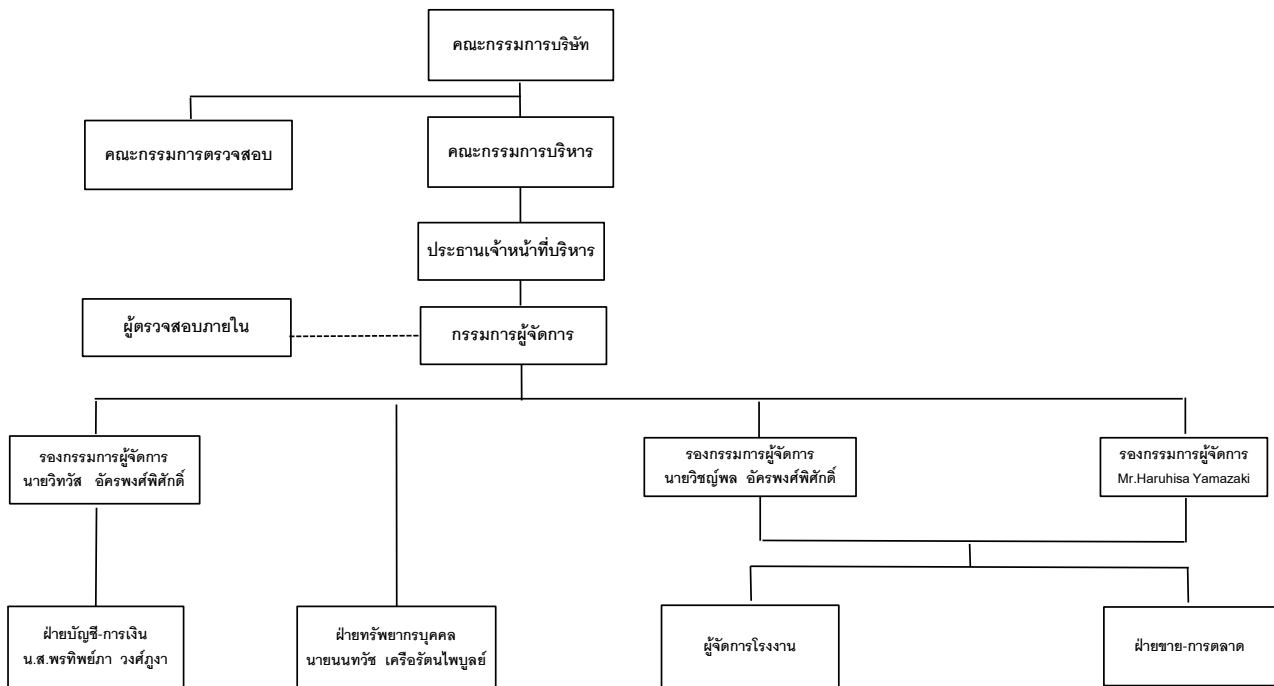 คณะกรรมการบริษัท
คณะกรรมการตรวจสอบ
คณะกรรมการบริหาร
ประธานเจ้าหน้าที่บริหาร
ผู้ตรวจสอบภายใน
กรรมการผู้จัดการ
รองกรรมการผู้จัดการ
นายวิทวัส อัครพงศ์พิศักดิ์
รองกรรมการผู้จัดการ
นายวิชญ์พล อัครพงศ์พิศักดิ์
รองกรรมการผู้จัดการ
Mr.Haruhisa Yamazaki
ฝ่ายบัญชี-การเงิน
น.ส.พรทิพย์ภา วงศ์ภูงา
ฝ่ายทรัพยากรบุคคล
นายนนทวัช เครือรัตนไพบูลย์
ผู้จัดการโรงงาน
ฝ่ายขาย-การตลาด